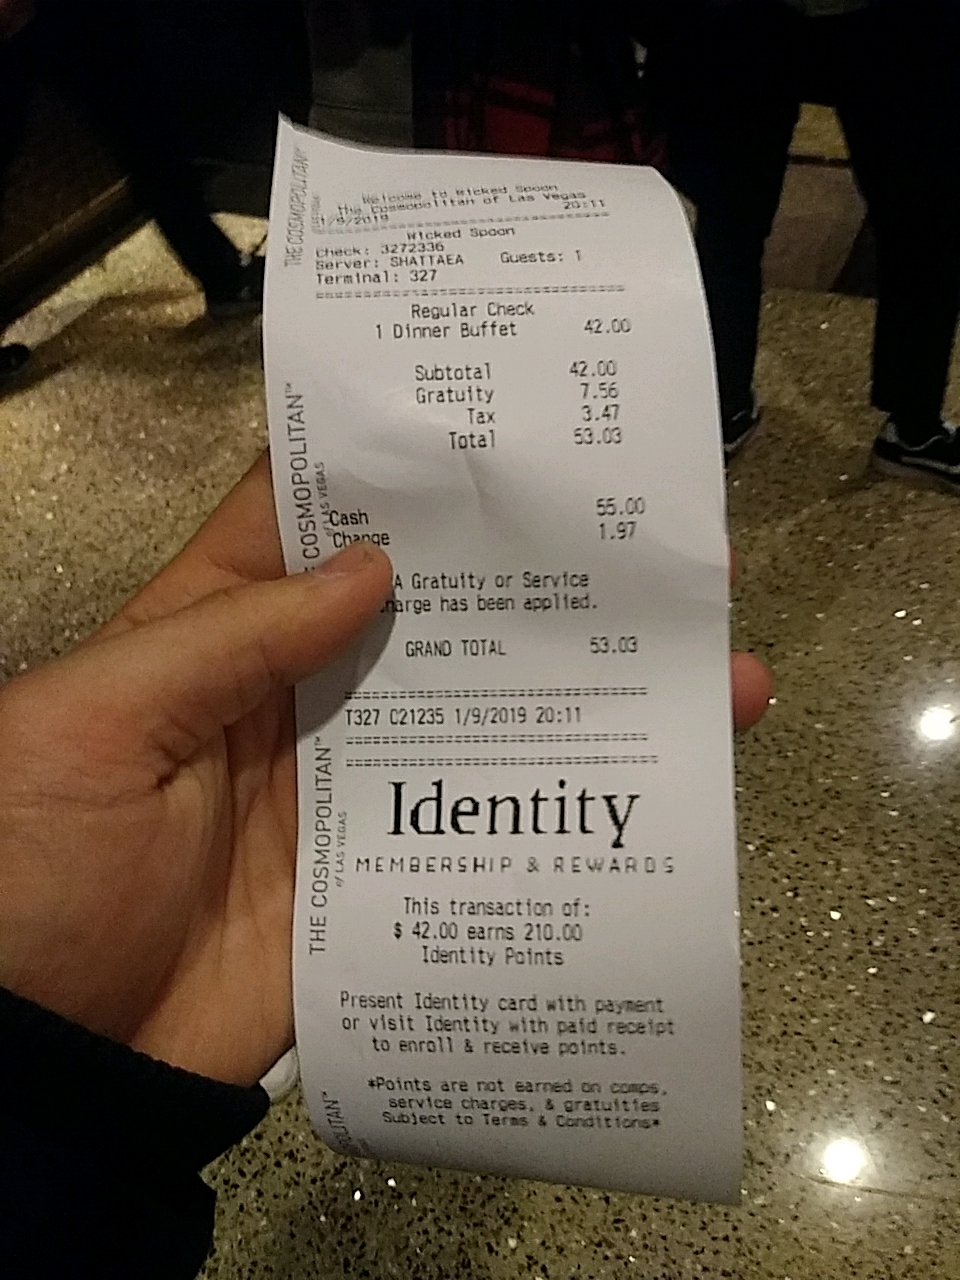 Welcome to Wicked Spoon
The Cosmopolitan of Las Vegas
1/9/2019 20:11
==============================
Wicked Spoon
Check: 3272336
Server: SHATTAEA Guests: 1
Terminal: 327
==============================
Regular Check
1 Dinner Buffet 42.00
Subtotal 42.00
Gratuity 7.56
Tax 3.47
Total 53.03
Cash 55.00
Change 1.97
A Gratuity or Service
harge has been applied.
GRAND TOTAL 53.03
==============================
T327 C21235 1/9/2019 20:11
==============================
==============================
Identity
MEMBERSHIP & REWARDS
This transaction of:
$ 42.00 earns 210.00
Identity Points
Present Identity card with payment
or visit Identity with paid receipt
to enroll & receive points.
*Points are not earned on comps,
service charges, & gratuities
Subject to Terms & Conditions*
THE COSMOPOLITAN™
COSMOPOLITAN™
of LAS VEGAS
THE COSMOPOLITAN™
of LAS VEGAS
OLITAN™